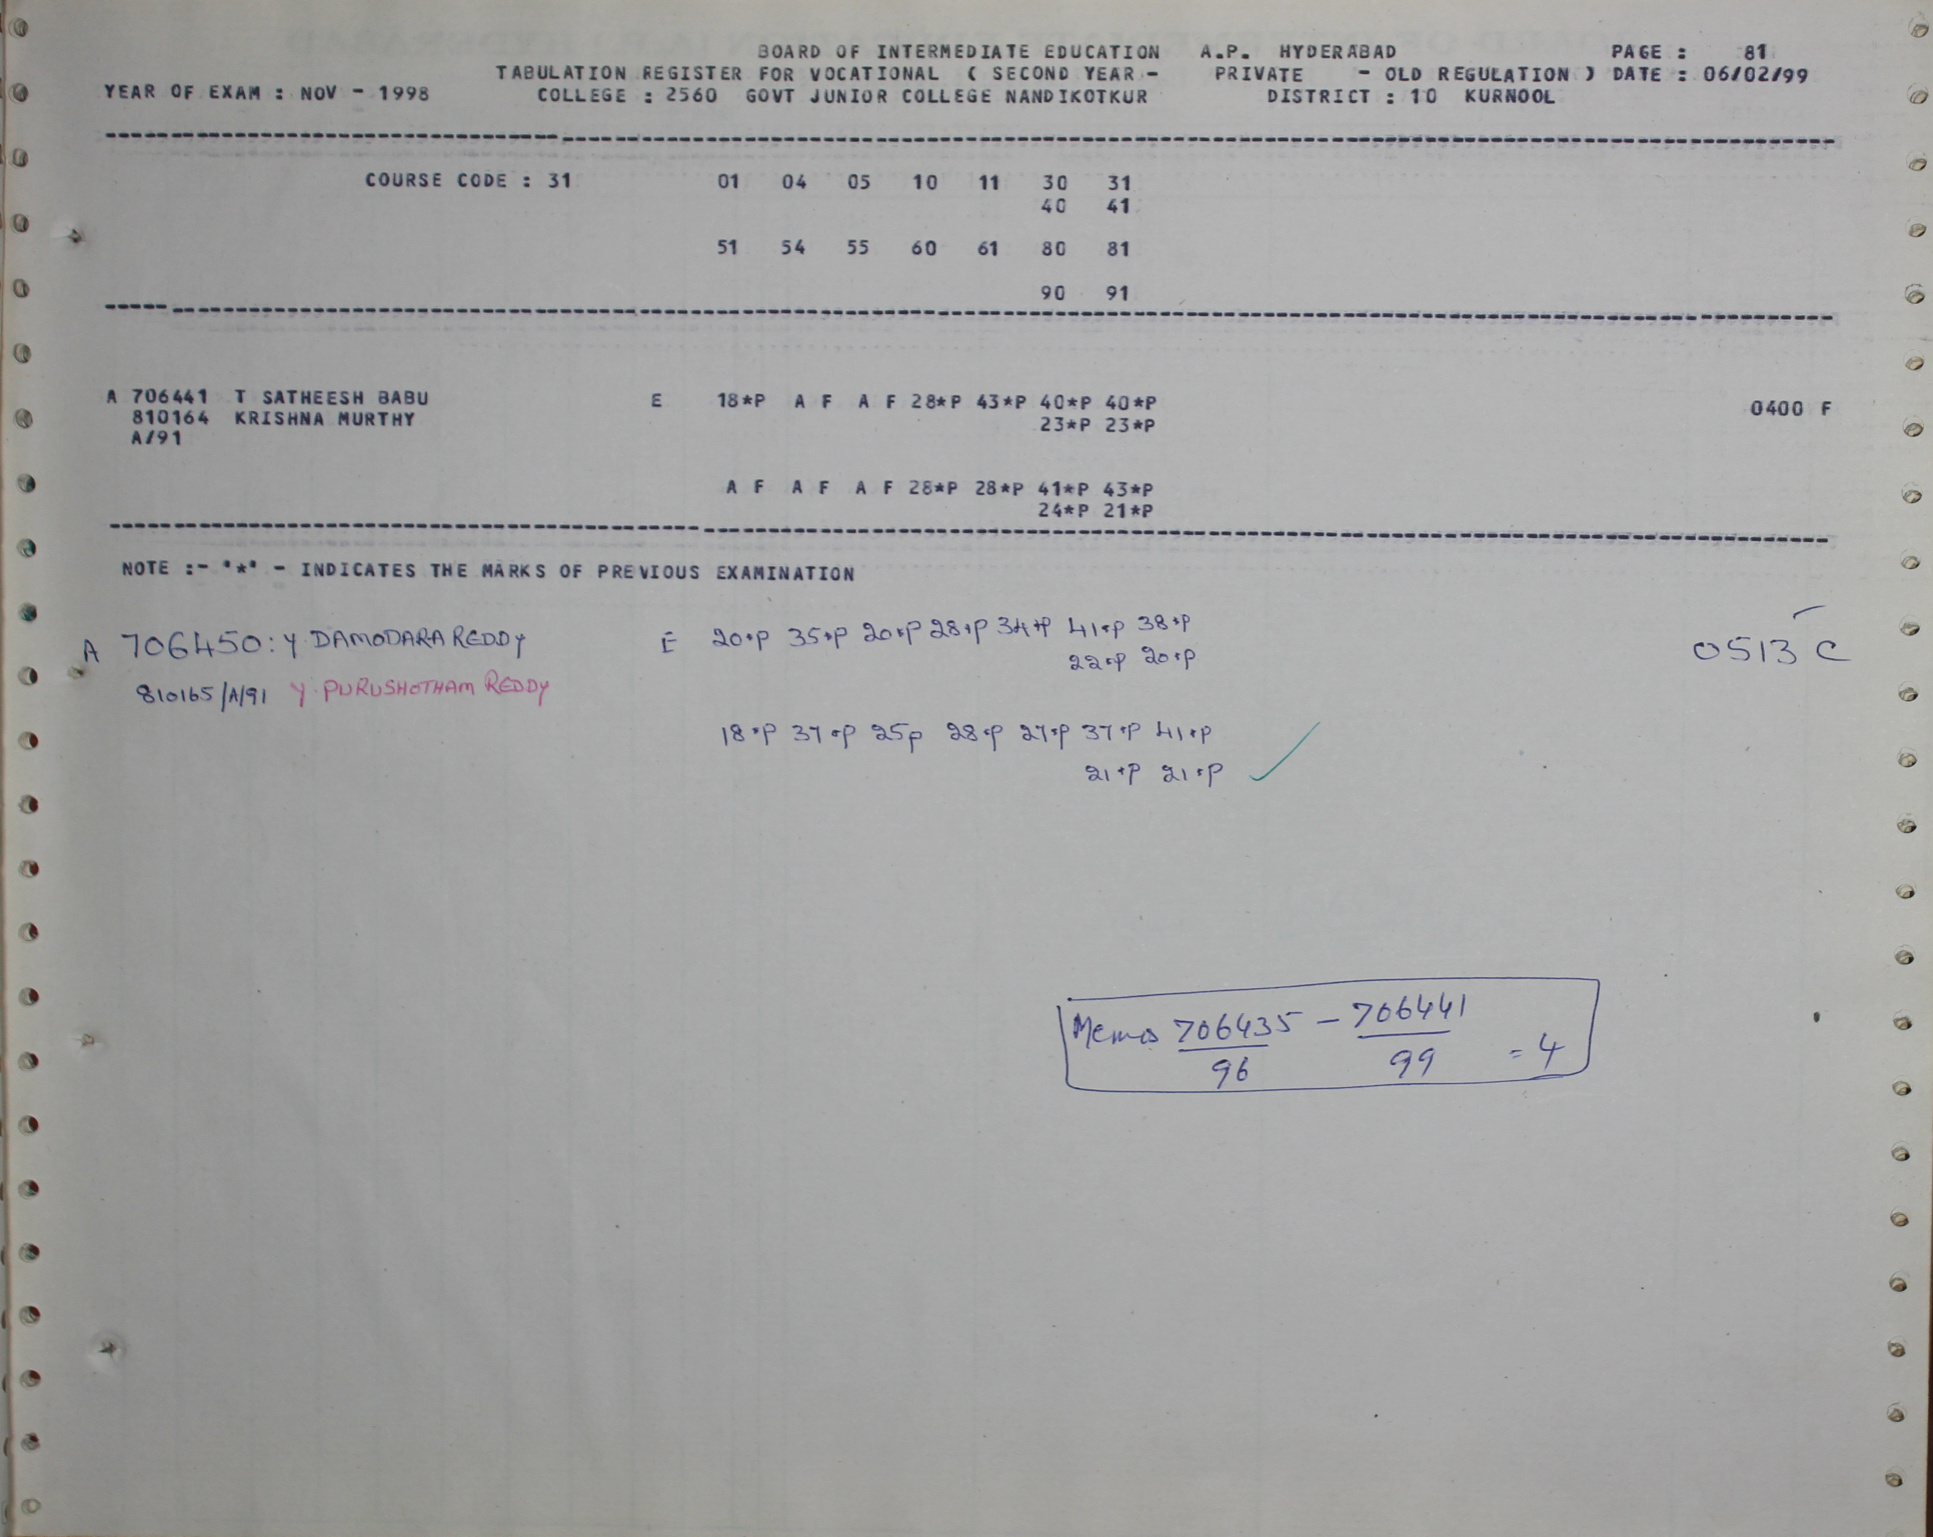 BOARD OF INTERMEDIATE EDUCATION A.P. HYDERABAD PAGE : 81
TABULATION REGISTER FOR VOCATIONAL ( SECOND YEAR - PRIVATE - OLD REGULATION ) DATE : 06/02/99
YEAR OF EXAM : NOV - 1998 COLLEGE : 2560 GOVT JUNIOR COLLEGE NANDIKOTKUR DISTRICT : 10 KURNOOL
COURSE CODE : 31 01 04 05 10 11 30 31
40 41
51 54 55 60 61 80 81
90 91
A 706441 T SATHEESH BABU E 18*P A F A F 28*P 43*P 40*P 40*P 0400 F
810164 KRISHNA MURTHY 23*P 23*P
A/91
A F A F A F 28*P 28*P 41*P 43*P
24*P 21*P
NOTE :- "*" - INDICATES THE MARKS OF PREVIOUS EXAMINATION
A 706450: Y DAMODARA REDDY E 20*P 35*P 20*P 28*P 34*P 41*P 38*P 0513 C
22*P 20*P
810165/A/91 Y. PURUSHOTHAM REDDY
18*P 37*P 25P 28*P 27*P 37*P 41*P
21*P 21*P
Memos 706435 - 706441
96 99 = 4